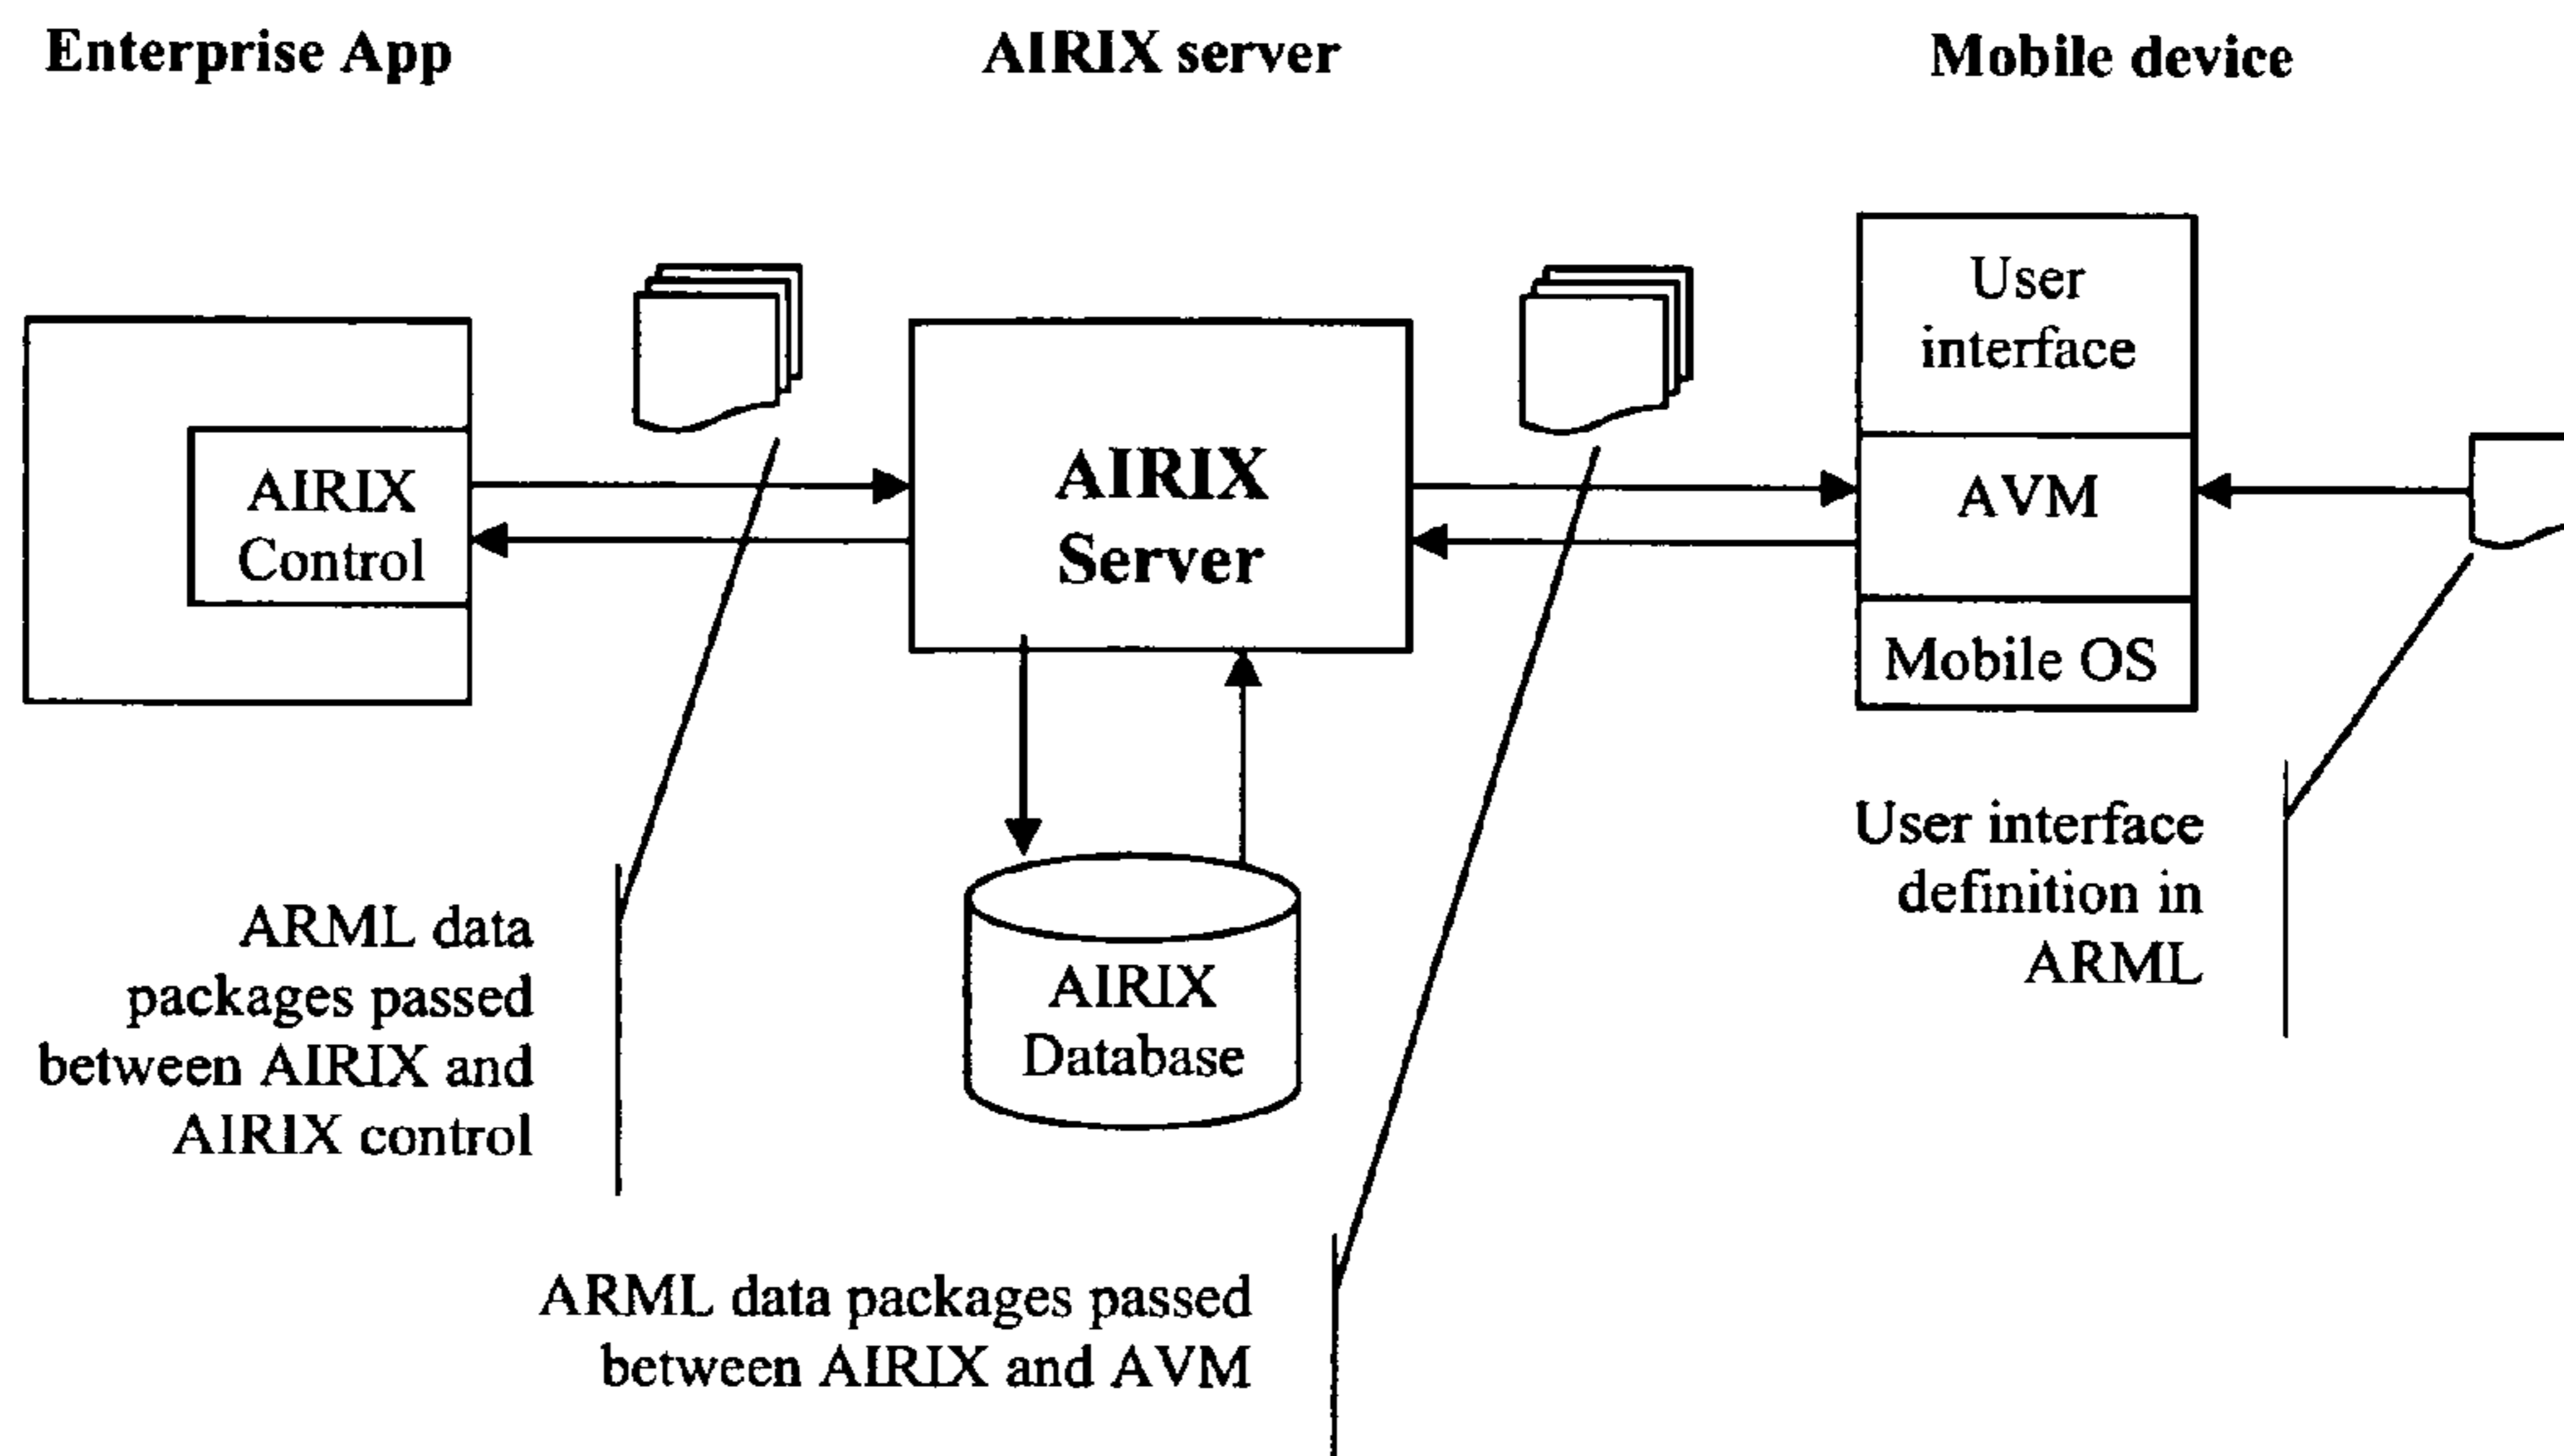 Enterprise App
AIRIX server
Mobile device
AIRIX
Control
AIRIX
Server
User
interface
AVM
Mobile OS
AIRIX
Database
ARML data
packages passed
between AIRIX and
AIRIX control
ARML data packages passed
between AIRIX and AVM
User interface
definition in
ARML